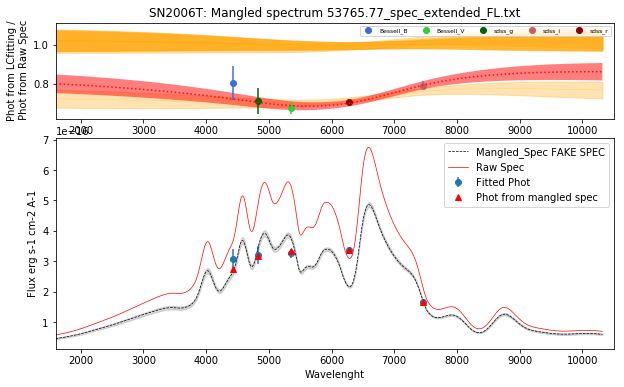 SN2006T: Mangled spectrum 53765.77_spec_extended_FL.txt
Phot from LCfitting /
Phot from Raw Spec
1.0
0.8
Bessell_B
Bessell_V
sdss_g
sdss_i
sdss_r
2000 3000 4000 5000 6000 7000 8000 9000 10000
1e−16
Flux erg s-1 cm-2 A-1
7
6
5
4
3
2
1
Mangled_Spec FAKE SPEC
Raw Spec
Fitted Phot
Phot from mangled spec
2000 3000 4000 5000 6000 7000 8000 9000 10000
Wavelenght